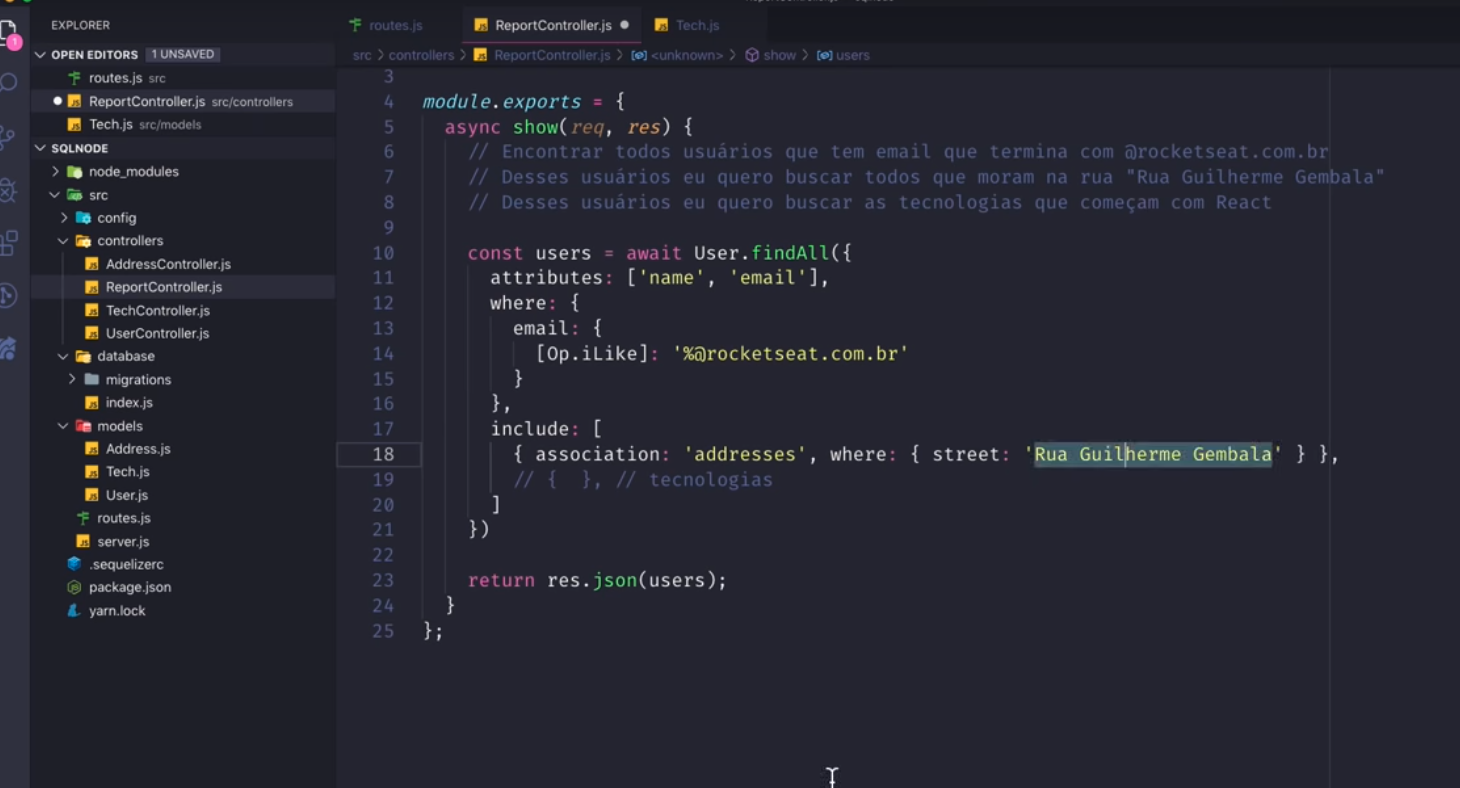 EXPLORER
OPEN EDITORS 1 UNSAVED
routes.js src
ReportController.js src/controllers
Tech.js src/models
SQLNODE
node_modules
src
config
controllers
AddressController.js
ReportController.js
TechController.js
UserController.js
database
migrations
index.js
models
Address.js
Tech.js
User.js
routes.js
server.js
.sequelizerc
package.json
yarn.lock
1
routes.js ReportController.js Tech.js
src > controllers > ReportController.js > <unknown> > show > users
3
4 module.exports = {
5 async show(req, res) {
6 // Encontrar todos usuários que tem email que termina com @rocketseat.com.br
7 // Desses usuários eu quero buscar todos que moram na rua "Rua Guilherme Gembala"
8 // Desses usuários eu quero buscar as tecnologias que começam com React
9
10 const users = await User.findAll({
11 attributes: ['name', 'email'],
12 where: {
13 email: {
14 [Op.iLike]: '%@rocketseat.com.br'
15 }
16 },
17 include: [
18 { association: 'addresses', where: { street: 'Rua Guilherme Gembala' } },
19 // { }, // tecnologias
20 ]
21 })
22
23 return res.json(users);
24 }
25 };